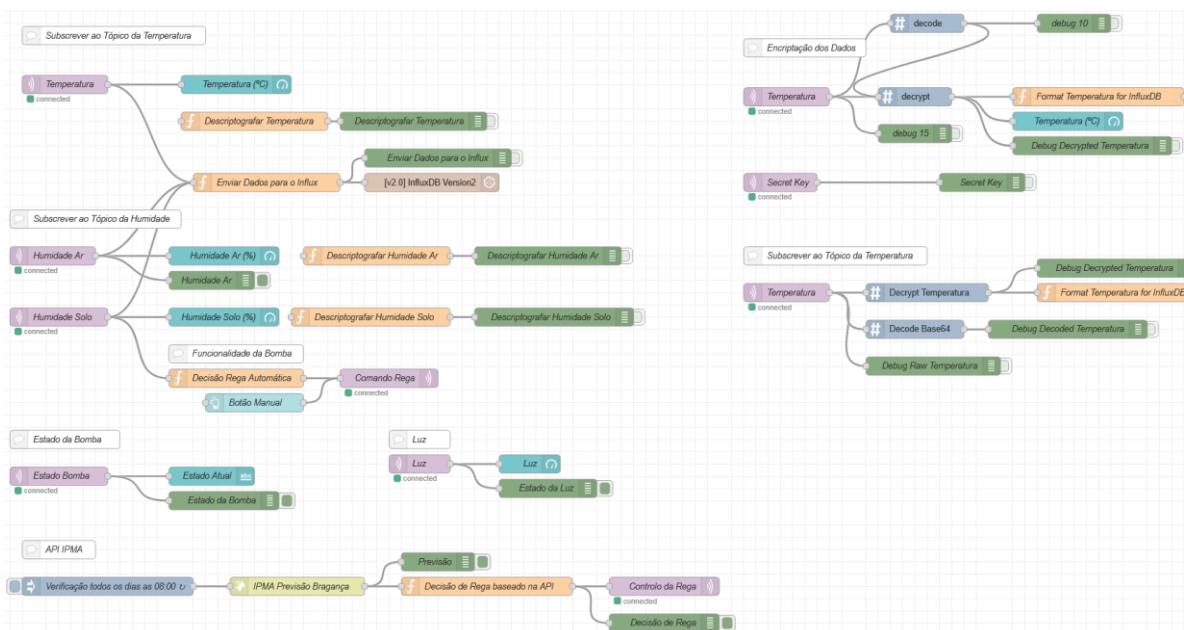 Subscrever ao Tópico da Temperatura
Temperatura
connected
Temperatura (ºC)
Descriptografar Temperatura
Descriptografar Temperatura
Enviar Dados para o Influx
Enviar Dados para o Influx
[v2.0] InfluxDB Version2
Subscrever ao Tópico da Humidade
Humidade Ar
connected
Humidade Ar (%)
Descriptografar Humidade Ar
Descriptografar Humidade Ar
Humidade Ar
Humidade Solo
connected
Humidade Solo (%)
Descriptografar Humidade Solo
Descriptografar Humidade Solo
Funcionalidade da Bomba
Decisão Rega Automática
Comando Rega
connected
Botão Manual
Estado da Bomba
Estado Bomba
connected
Estado Atual
abc
Estado da Bomba
Luz
Luz
connected
Luz
Estado da Luz
API IPMA
Verificação todos os dias as 08:00 ↻
IPMA Previsão Bragança
Previsão
Decisão de Rega baseado na API
Controlo da Rega
connected
Decisão de Rega
decode
debug 10
Encriptação dos Dados
Temperatura
connected
decrypt
Format Temperatura for InfluxDB
Temperatura (ºC)
debug 15
Debug Decrypted Temperatura
Secret Key
connected
Secret Key
Subscrever ao Tópico da Temperatura
Temperatura
connected
Decrypt Temperatura
Debug Decrypted Temperatura
Format Temperatura for InfluxDB
Decode Base64
Debug Decoded Temperatura
Debug Raw Temperatura